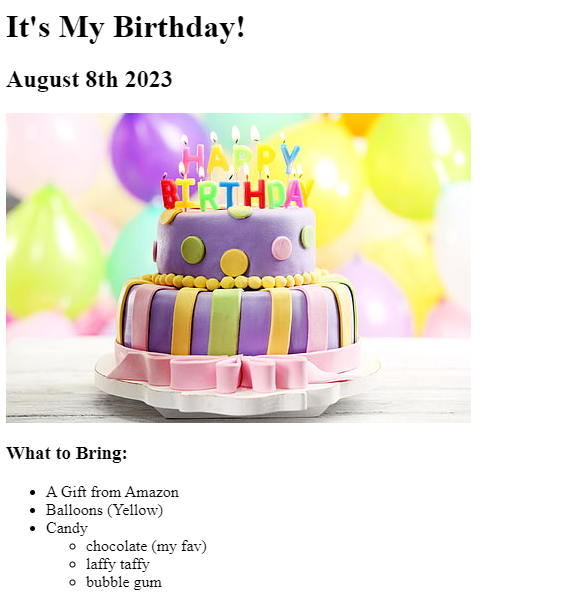 It's My Birthday!
August 8th 2023
HAPPY
BIRTHDAY
What to Bring:
A Gift from Amazon
Balloons (Yellow)
Candy
chocolate (my fav)
laffy taffy
bubble gum